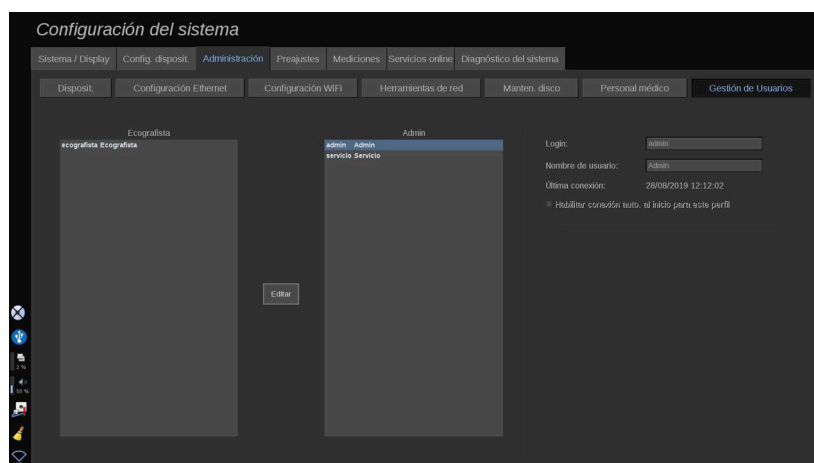 Configuración del sistema
Sistema / Display Config. disposit. Administración Preajustes Mediciones Servicios online Diagnóstico del sistema
Disposit. Configuración Ethernet Configuración WiFi Herramientas de red Manten. disco Personal médico Gestión de Usuarios
Ecografista Admin
ecografista Ecografista
admin Admin
servicio Servicio
Login: admin
Nombre de usuario: Admin
Última conexión: 28/08/2019 12:12:02
Habilitar conexión auto. al inicio para este perfil
Editar
2 %
50 %